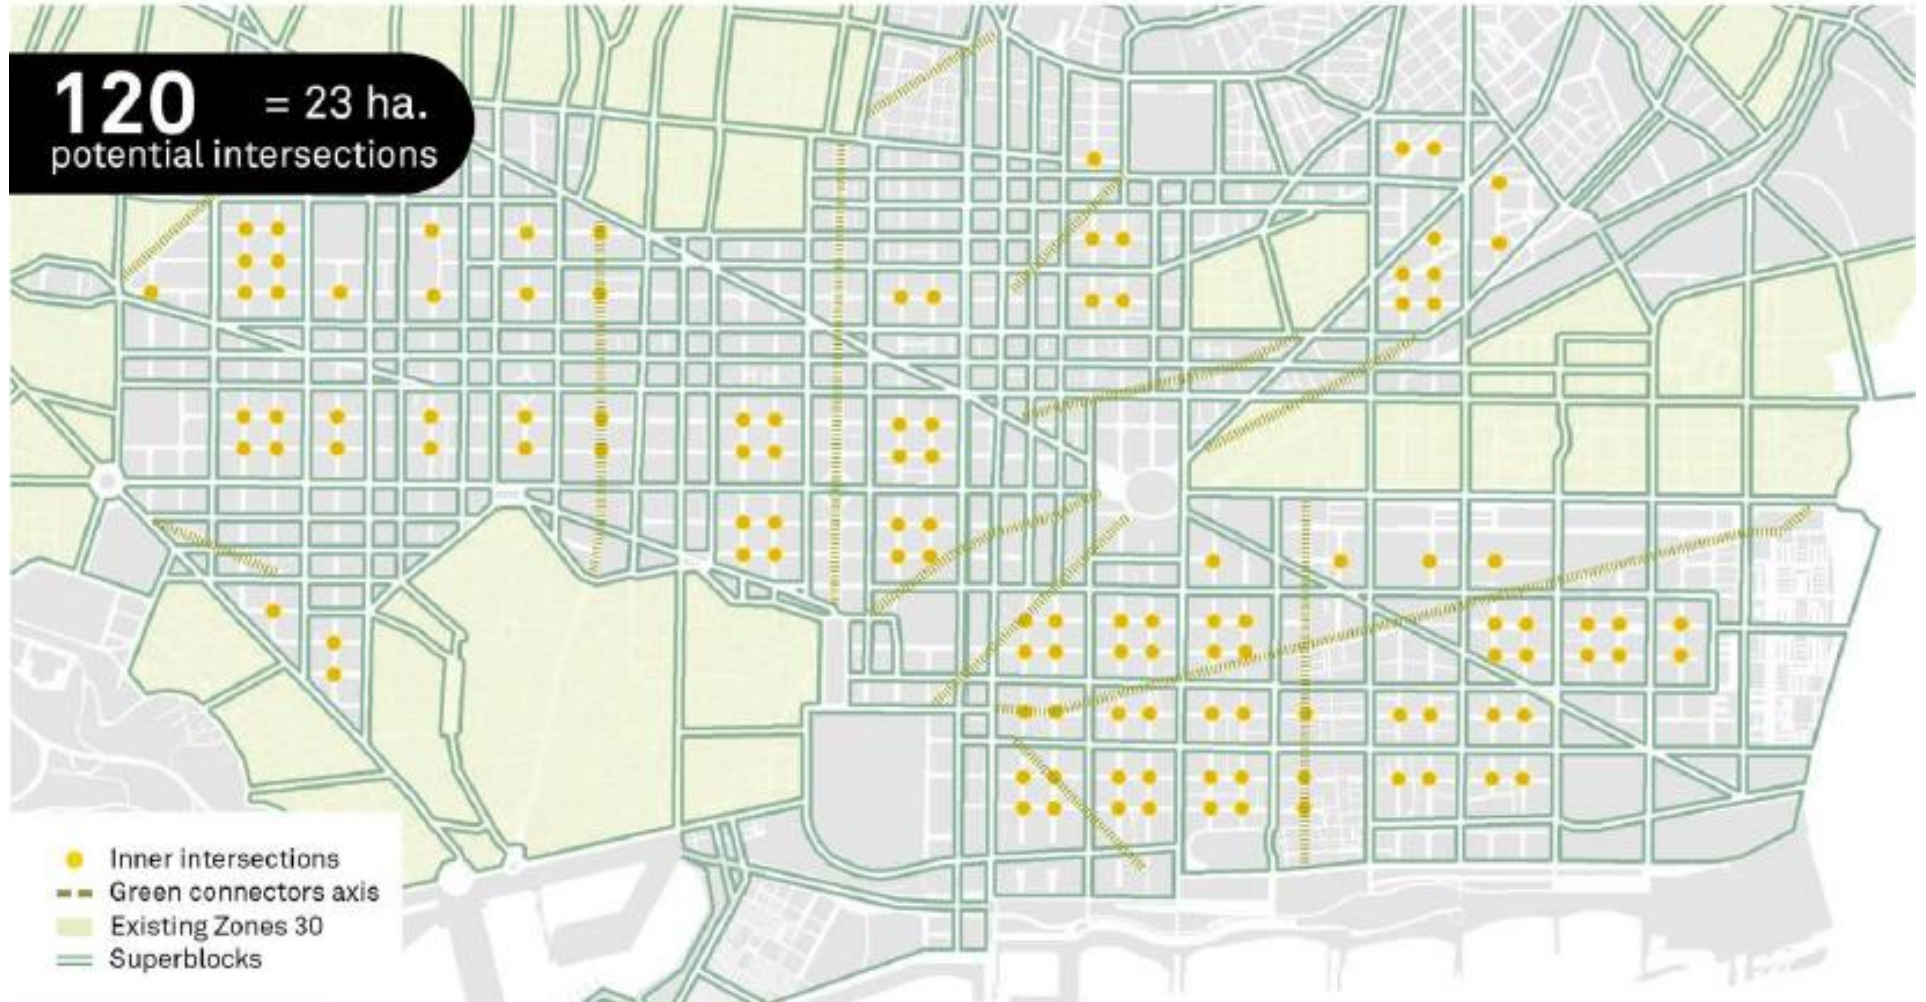 120 = 23 ha.
potential intersections
Inner intersections
Green connectors axis
Existing Zones 30
Superblocks